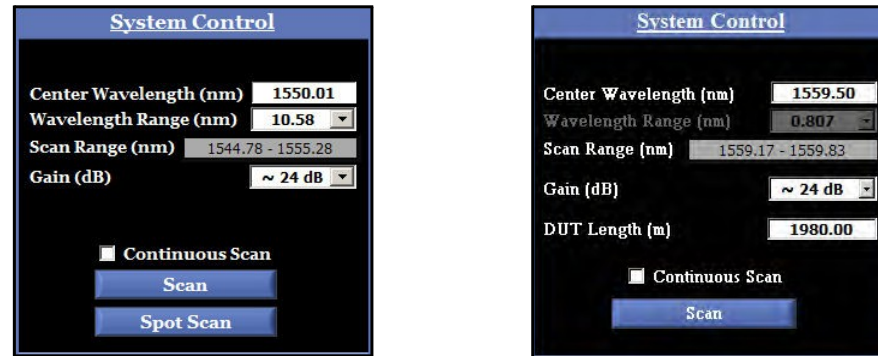 System Control
Center Wavelength (nm) 1550.01
Wavelength Range (nm) 10.58
Scan Range (nm) 1544.78 - 1555.28
Gain (dB) ~ 24 dB
Continuous Scan
Scan
Spot Scan
System Control
Center Wavelength (nm) 1559.50
Wavelength Range (nm) 0.807
Scan Range (nm) 1559.17 - 1559.83
Gain (dB) ~ 24 dB
DUT Length (m) 1980.00
Continuous Scan
Scan